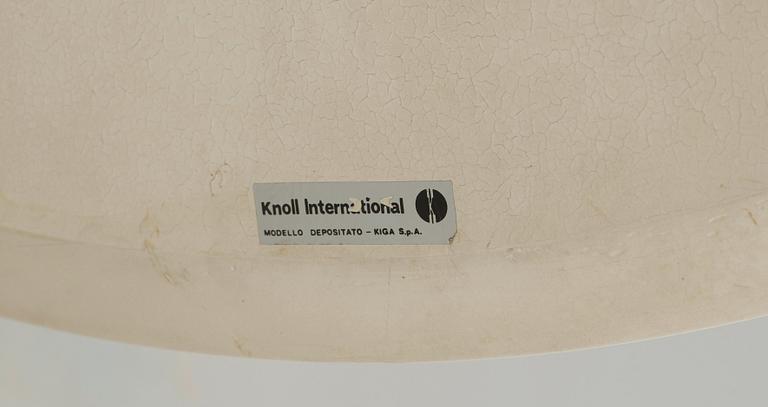 Knoll International
MODELLO DEPOSITATO – KIGA S.p.A.